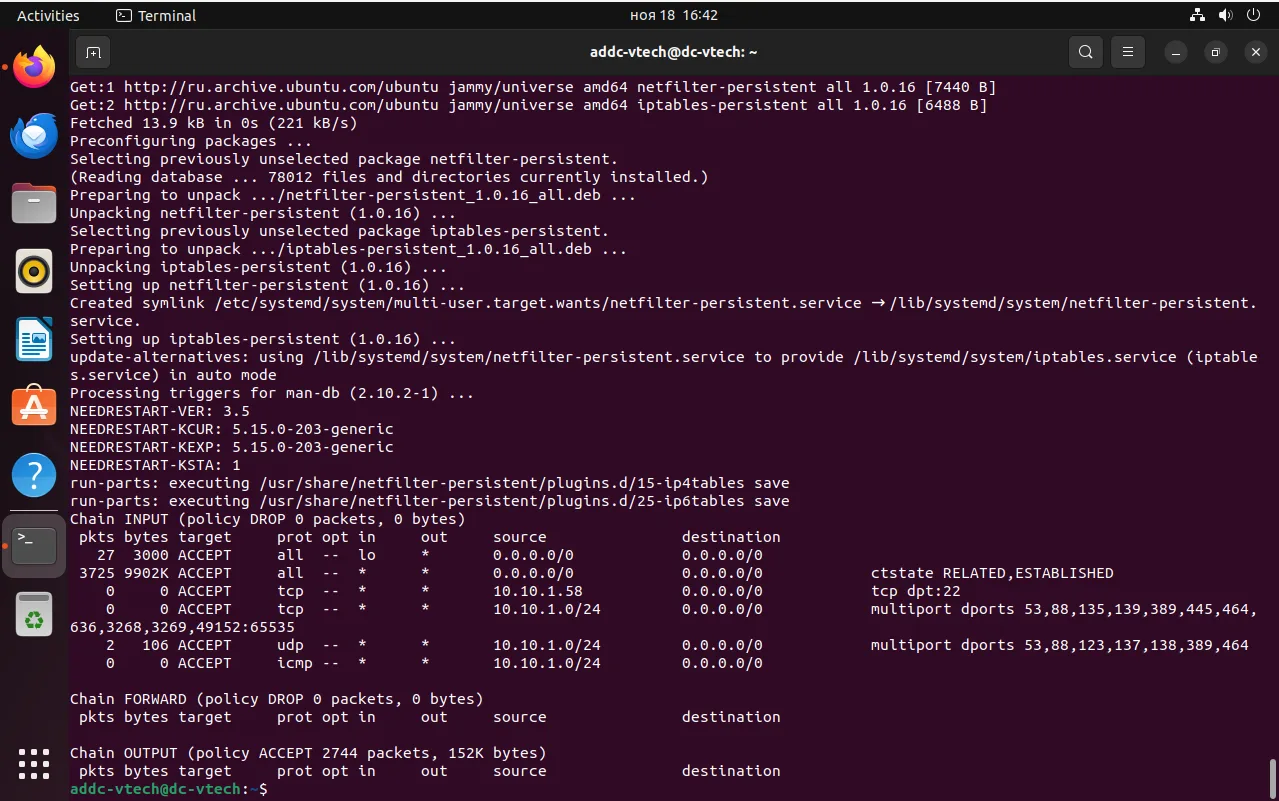 Activities
Terminal
ноя 18 16:42
addc-vtech@dc-vtech: ~
Get:1 http://ru.archive.ubuntu.com/ubuntu jammy/universe amd64 netfilter-persistent all 1.0.16 [7440 B]
Get:2 http://ru.archive.ubuntu.com/ubuntu jammy/universe amd64 iptables-persistent all 1.0.16 [6488 B]
Fetched 13.9 kB in 0s (221 kB/s)
Preconfiguring packages ...
Selecting previously unselected package netfilter-persistent.
(Reading database ... 78012 files and directories currently installed.)
Preparing to unpack .../netfilter-persistent_1.0.16_all.deb ...
Unpacking netfilter-persistent (1.0.16) ...
Selecting previously unselected package iptables-persistent.
Preparing to unpack .../iptables-persistent_1.0.16_all.deb ...
Unpacking iptables-persistent (1.0.16) ...
Setting up netfilter-persistent (1.0.16) ...
Created symlink /etc/systemd/system/multi-user.target.wants/netfilter-persistent.service → /lib/systemd/system/netfilter-persistent.
service.
Setting up iptables-persistent (1.0.16) ...
update-alternatives: using /lib/systemd/system/netfilter-persistent.service to provide /lib/systemd/system/iptables.service (iptable
s.service) in auto mode
Processing triggers for man-db (2.10.2-1) ...
NEEDRESTART-VER: 3.5
NEEDRESTART-KCUR: 5.15.0-203-generic
NEEDRESTART-KEXP: 5.15.0-203-generic
NEEDRESTART-KSTA: 1
run-parts: executing /usr/share/netfilter-persistent/plugins.d/15-ip4tables save
run-parts: executing /usr/share/netfilter-persistent/plugins.d/25-ip6tables save
Chain INPUT (policy DROP 0 packets, 0 bytes)
 pkts bytes target     prot opt in     out     source               destination
   27  3000 ACCEPT     all  --  lo     *       0.0.0.0/0            0.0.0.0/0
 3725 9902K ACCEPT     all  --  *      *       0.0.0.0/0            0.0.0.0/0            ctstate RELATED,ESTABLISHED
    0     0 ACCEPT     tcp  --  *      *       10.10.1.58           0.0.0.0/0            tcp dpt:22
    0     0 ACCEPT     tcp  --  *      *       10.10.1.0/24         0.0.0.0/0            multiport dports 53,88,135,139,389,445,464,
636,3268,3269,49152:65535
    2   106 ACCEPT     udp  --  *      *       10.10.1.0/24         0.0.0.0/0            multiport dports 53,88,123,137,138,389,464
    0     0 ACCEPT     icmp --  *      *       10.10.1.0/24         0.0.0.0/0
Chain FORWARD (policy DROP 0 packets, 0 bytes)
 pkts bytes target     prot opt in     out     source               destination
Chain OUTPUT (policy ACCEPT 2744 packets, 152K bytes)
 pkts bytes target     prot opt in     out     source               destination
addc-vtech@dc-vtech:~$